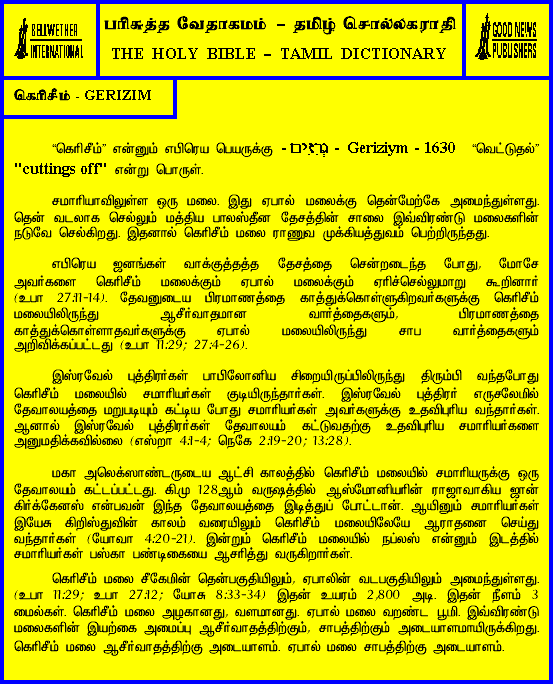 BELLWETHER
INTERNATIONAL
பரிசுத்த வேதாகமம் – தமிழ் சொல்லகராதி
THE HOLY BIBLE – TAMIL DICTIONARY
GOOD NEWS
PUBLISHERS
கெரிசீம் - GERIZIM
“கெரிசீம்” என்னும் எபிரெய பெயருக்கு - - Geriziym - 1630 “வெட்டுதல்”
"cuttings off" என்று பொருள்.
சமாரியாவிலுள்ள ஒரு மலை. இது ஏபால் மலைக்கு தென்மேற்கே அமைந்துள்ளது.
தென் வடலாக செல்லும் மத்திய பாலஸ்தீன தேசத்தின் சாலை இவ்விரண்டு மலைகளின்
நடுவே செல்கிறது. இதனால் கெரிசீம் மலை ராணுவ முக்கியத்துவம் பெற்றிருந்தது.
எபிரெய ஜனங்கள் வாக்குத்தத்த தேசத்தை சென்றடைந்த போது, மோசே
அவர்களை கெரிசீம் மலைக்கும் ஏபால் மலைக்கும் ஏறிச்செல்லுமாறு கூறினார்
(உபா 27:11-14). தேவனுடைய பிரமாணத்தை காத்துக்கொள்ளுகிறவர்களுக்கு கெரிசீம்
மலையிலிருந்து ஆசீர்வாதமான வார்த்தைகளும், பிரமாணத்தை
காத்துக்கொள்ளாதவர்களுக்கு ஏபால் மலையிலிருந்து சாப வார்த்தைகளும்
அறிவிக்கப்பட்டது (உபா 11:29; 27:4-26).
இஸ்ரவேல் புத்திரர்கள் பாபிலோனிய சிறையிருப்பிலிருந்து திரும்பி வந்தபோது
கெரிசீம் மலையில் சமாரியர்கள் குடியிருந்தார்கள். இஸ்ரவேல் புத்திரர் எருசலேமில்
தேவாலயத்தை மறுபடியும் கட்டிய போது சமாரியர்கள் அவர்களுக்கு உதவிபுரிய வந்தார்கள்.
ஆனால் இஸ்ரவேல் புத்திரர்கள் தேவாலயம் கட்டுவதற்கு உதவிபுரிய சமாரியர்களை
அனுமதிக்கவில்லை (எஸ்றா 4:1-4; நெகே 2:19-20; 13:28).
மகா அலெக்ஸாண்டருடைய ஆட்சி காலத்தில் கெரிசீம் மலையில் சமாரியருக்கு ஒரு
தேவாலயம் கட்டப்பட்டது. கி.மு 128ஆம் வருஷத்தில் ஆஸ்மோனியரின் ராஜாவாகிய ஜான்
கிர்க்கேனஸ் என்பவன் இந்த தேவாலயத்தை இடித்துப் போட்டான். ஆயினும் சமாரியர்கள்
இயேசு கிறிஸ்துவின் காலம் வரையிலும் கெரிசீம் மலையிலேயே ஆராதனை செய்து
வந்தார்கள் (யோவா 4:20-21). இன்றும் கெரிசீம் மலையில் நப்லஸ் என்னும் இடத்தில்
சமாரியர்கள் பஸ்கா பண்டிகையை ஆசரித்து வருகிறார்கள்.
கெரிசீம் மலை சீகேமின் தென்பகுதியிலும், ஏபாலின் வடபகுதியிலும் அமைந்துள்ளது.
(உபா 11:29; உபா 27:12; யோசு 8:33-34) இதன் உயரம் 2,800 அடி. இதன் நீளம் 3
மைல்கள். கெரிசீம் மலை அழகானது, வளமானது. ஏபால் மலை வறண்ட பூமி. இவ்விரண்டு
மலைகளின் இயற்கை அமைப்பு ஆசீர்வாதத்திற்கும், சாபத்திற்கும் அடையாளமாயிருக்கிறது.
கெரிசீம் மலை ஆசீர்வாதத்திற்கு அடையாளம். ஏபால் மலை சாபத்திற்கு அடையாளம்.